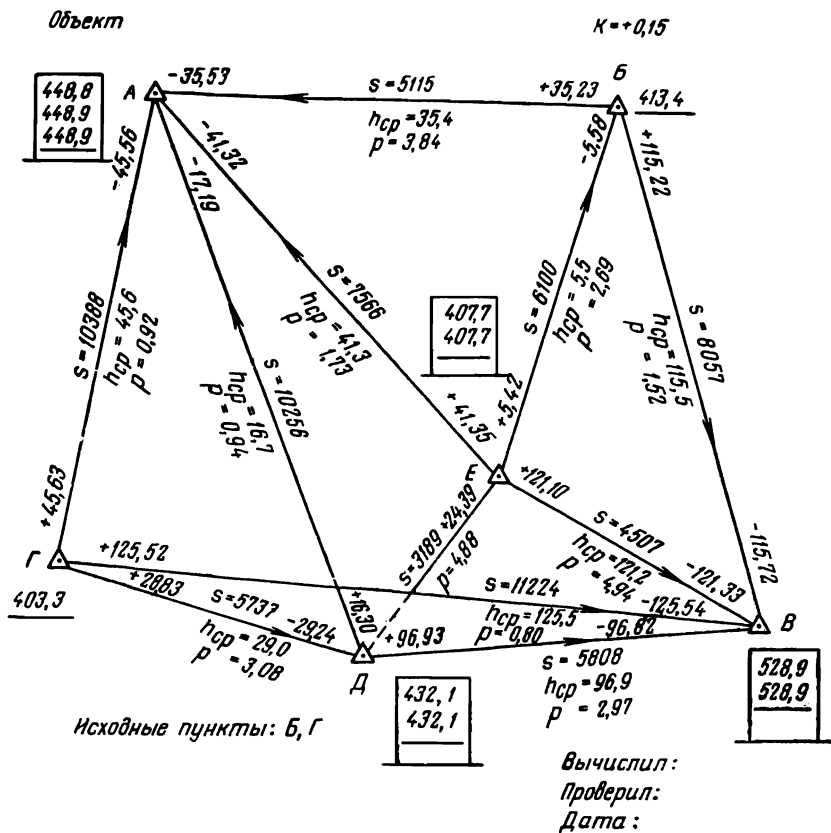 Объект
К=+0,15
А
-35,53
s=5115
+35,23
Б
413,4
448,8
448,9
448,9
hср=35,4
р=3,84
-45,56
-41,32
-17,19
-5,58
+115,22
s=10388
hср=45,6
р=0,92
s=7566
hср=41,3
р=1,73
s=10256
hср=16,7
р=0,94
407,7
407,7
s=6100
hср=5,5
р=2,69
s=8057
hср=115,5
р=1,52
+41,35
+5,42
Е
+121,10
+45,63
s=3189
+24,39
р=4,88
s=4507
hср=121,2
р=4,94
-121,33
-115,72
Г
+125,52
403,3
+28,83
s=5737
-29,24
hср=29,0
р=3,08
+16,30
s=11224
hср=125,5
р=0,80
-125,54
+96,93
-96,82
В
Д
s=5808
hср=96,9
р=2,97
432,1
432,1
528,9
528,9
Исходные пункты: Б, Г
Вычислил:
Проверил:
Дата: